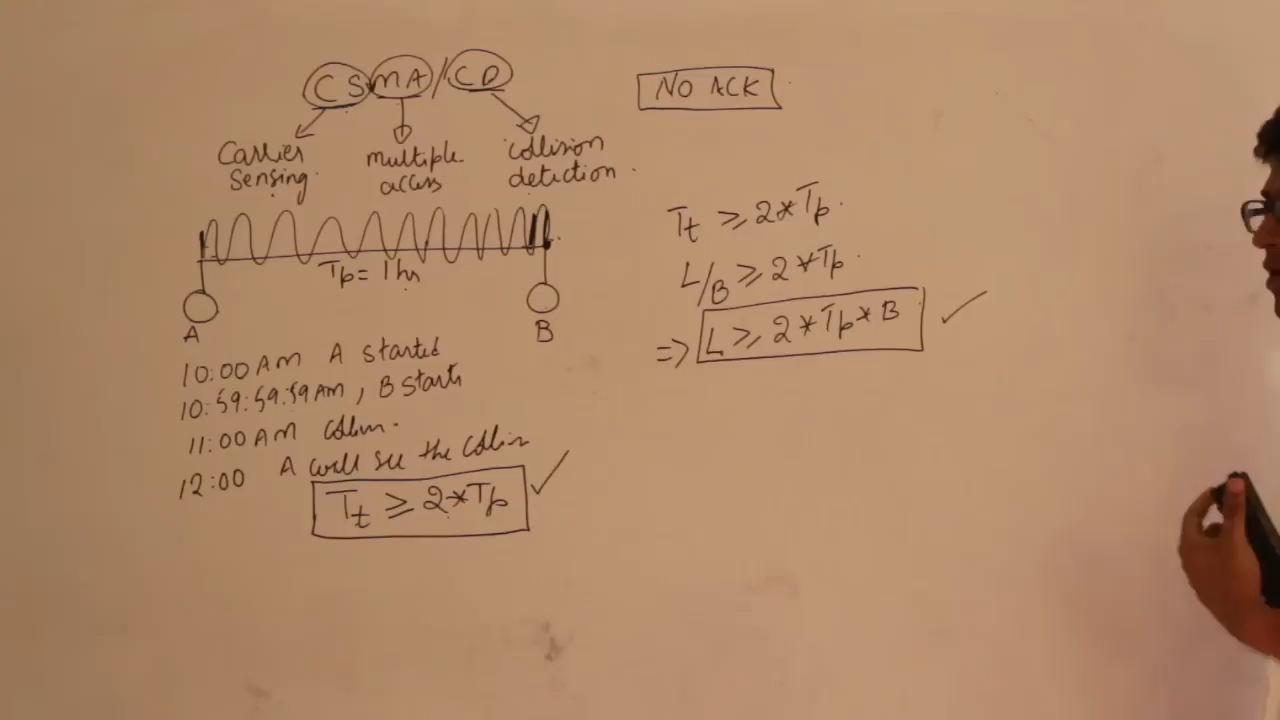 CSMA/CD
NO ACK
Carrier Sensing.
multiple access
collision detection.
Tp = 1 hr
A
B
10:00 AM A started
10:59:59:59 AM, B starts
11:00 AM
12:00 A will see the
Tt ≥ 2*Tp
Tt ≥ 2*Tp.
L/B ≥ 2*Tp.
=> L ≥ 2*Tp*B